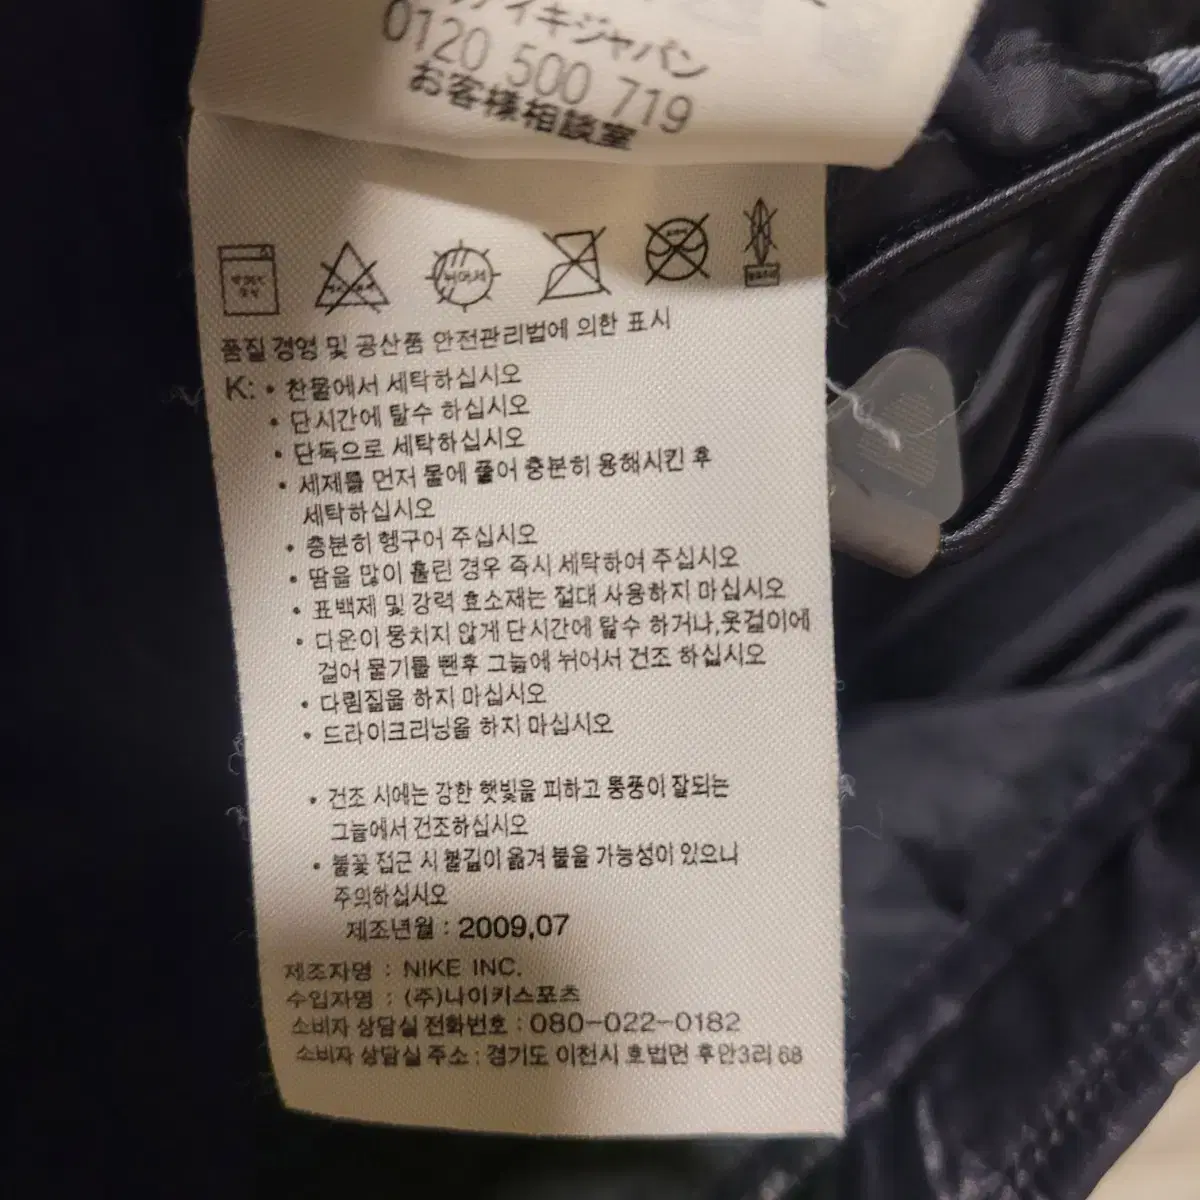 ナイキジャパン
0120 500 719
お客様相談室
뉘어서
품질 경영 및 공산품 안전관리법에 의한 표시
K: • 찬물에서 세탁하십시오
• 단시간에 탈수 하십시오
• 단독으로 세탁하십시오
• 세제를 먼저 물에 풀어 충분히 용해시킨 후
세탁하십시오
• 충분히 헹구어 주십시오
• 땀을 많이 흘린 경우 즉시 세탁하여 주십시오
• 표백제 및 강력 효소제는 절대 사용하지 마십시오
• 다운이 뭉치지 않게 단시간에 탈수 하거나,옷걸이에
걸어 물기를 뺀후 그늘에 뉘어서 건조 하십시오
• 다림질을 하지 마십시오
• 드라이크리닝을 하지 마십시오
• 건조 시에는 강한 햇빛을 피하고 통풍이 잘되는
그늘에서 건조하십시오
• 불꽃 접근 시 불길이 옮겨 붙을 가능성이 있으니
주의하십시오
제조년월 : 2009,07
제조자명 : NIKE INC.
수입자명 : (주)나이키스포츠
소비자 상담실 전화번호 : 080-022-0182
소비자 상담실 주소 : 경기도 이천시 호법면 후안3리 68